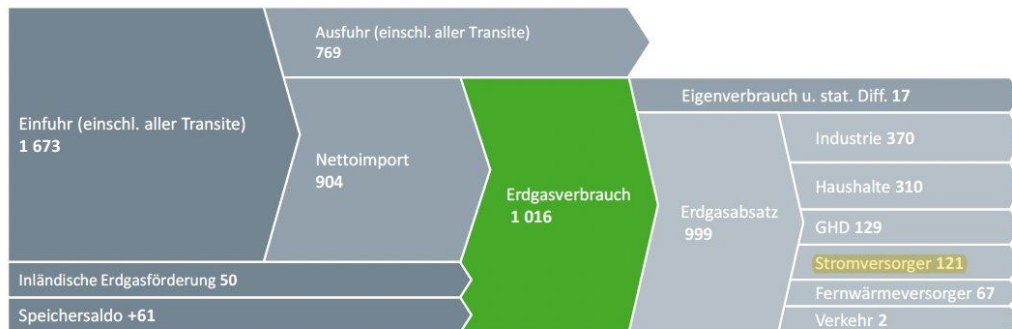 Ausfuhr (einschl. aller Transite)
769
Einfuhr (einschl. aller Transite)
1 673
Nettoimport
904
Inländische Erdgasförderung 50
Speichersaldo +61
Erdgasverbrauch
1 016
Eigenverbrauch u. stat. Diff. 17
Erdgasabsatz
999
Industrie 370
Haushalte 310
GHD 129
Stromversorger 121
Fernwärmeversorger 67
Verkehr 2